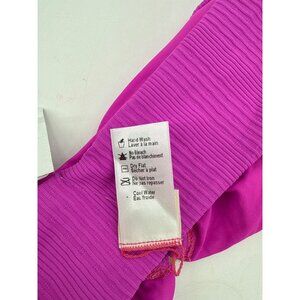 Hand Wash
Laver à la main
No Bleach
Pas de blanchiment
Dry Flat
Sécher à plat
Do Not Iron
Ne pas repasser
Cool Water
Eau froide